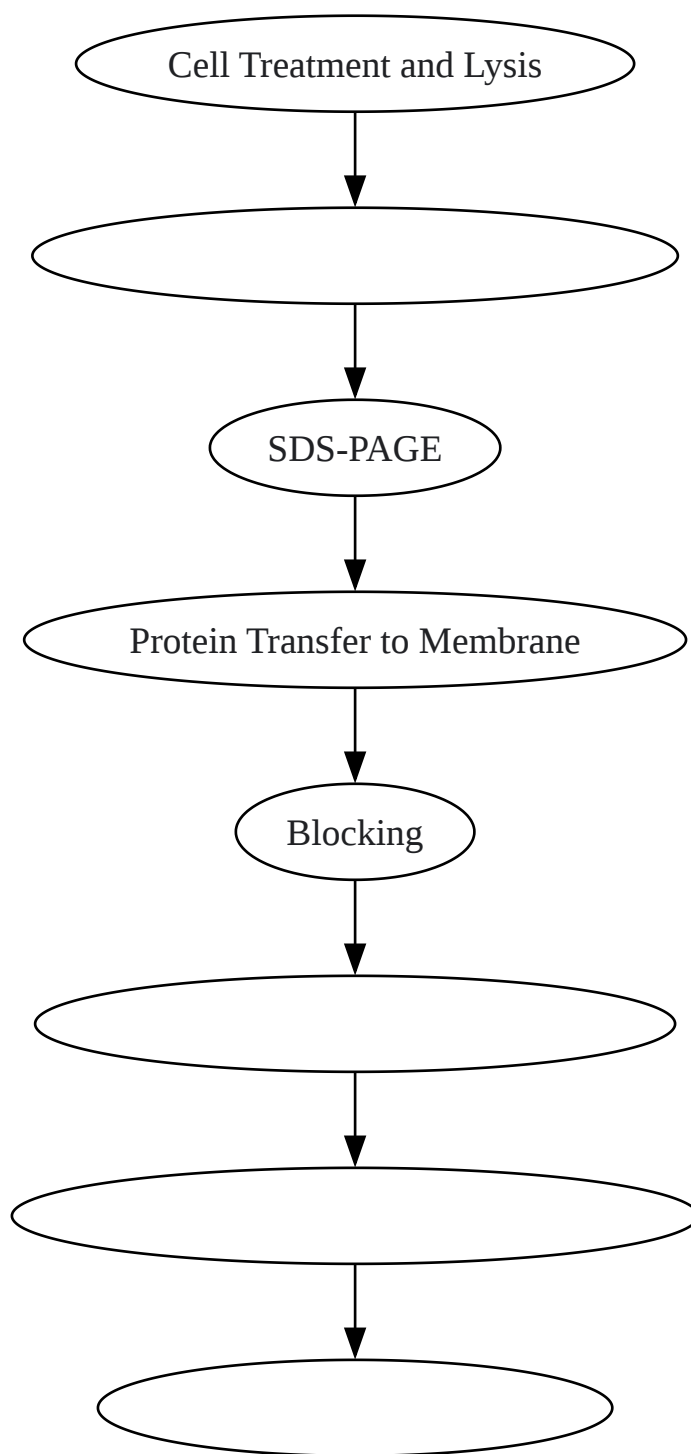 Cell Treatment and Lysis
SDS-PAGE
Protein Transfer to Membrane
Blocking